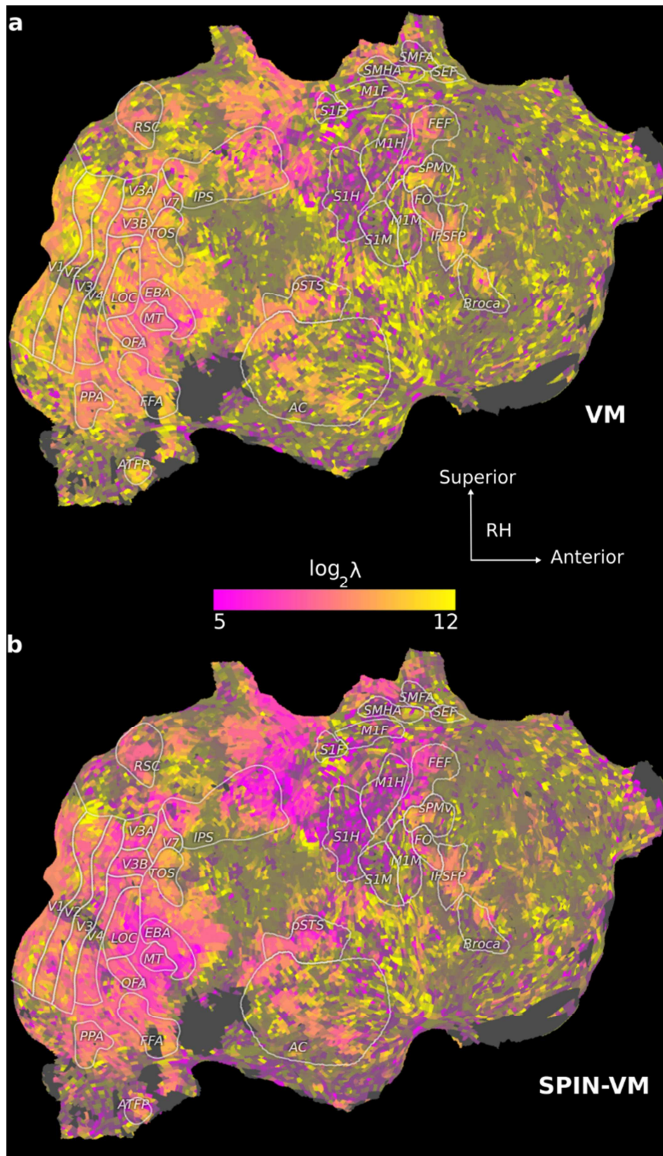 a
SMFA
SMHA
SEF
M1F
S1F
RSC
FEF
M1H
V3A
V7
IPS
S1H
sPMv
FO
V3B
TOS
S1M
M1M
IFSFP
V1
V2
V3
V4
LOC
EBA
pSTS
Broca
MT
OFA
PPA
FFA
AC
VM
ATFP
Superior
RH
Anterior
log2λ
5
12
b
SMFA
SMHA
SEF
M1F
S1F
RSC
FEF
M1H
V3A
V7
IPS
S1H
sPMv
FO
V3B
TOS
S1M
M1M
IFSFP
V1
V2
V3
V4
LOC
EBA
pSTS
Broca
MT
OFA
PPA
FFA
AC
SPIN-VM
ATFP